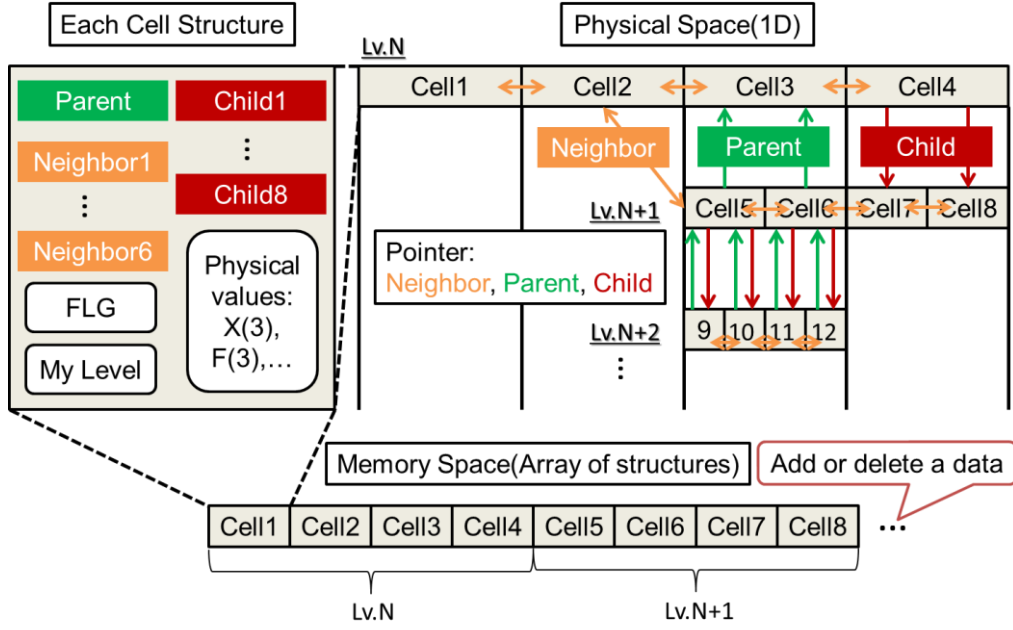 Each Cell Structure
Physical Space(1D)
Lv.N
Parent
Child1
⋮
Neighbor1
⋮
Child8
Neighbor6
FLG
My Level
Physical
values:
X(3),
F(3),...
Cell1
Cell2
Cell3
Cell4
Neighbor
Parent
Child
Lv.N+1
Cell5
Cell6
Cell7
Cell8
Pointer:
Neighbor, Parent, Child
Lv.N+2
9
10
11
12
⋮
Memory Space(Array of structures)
Add or delete a data
Cell1
Cell2
Cell3
Cell4
Cell5
Cell6
Cell7
Cell8
...
Lv.N
Lv.N+1